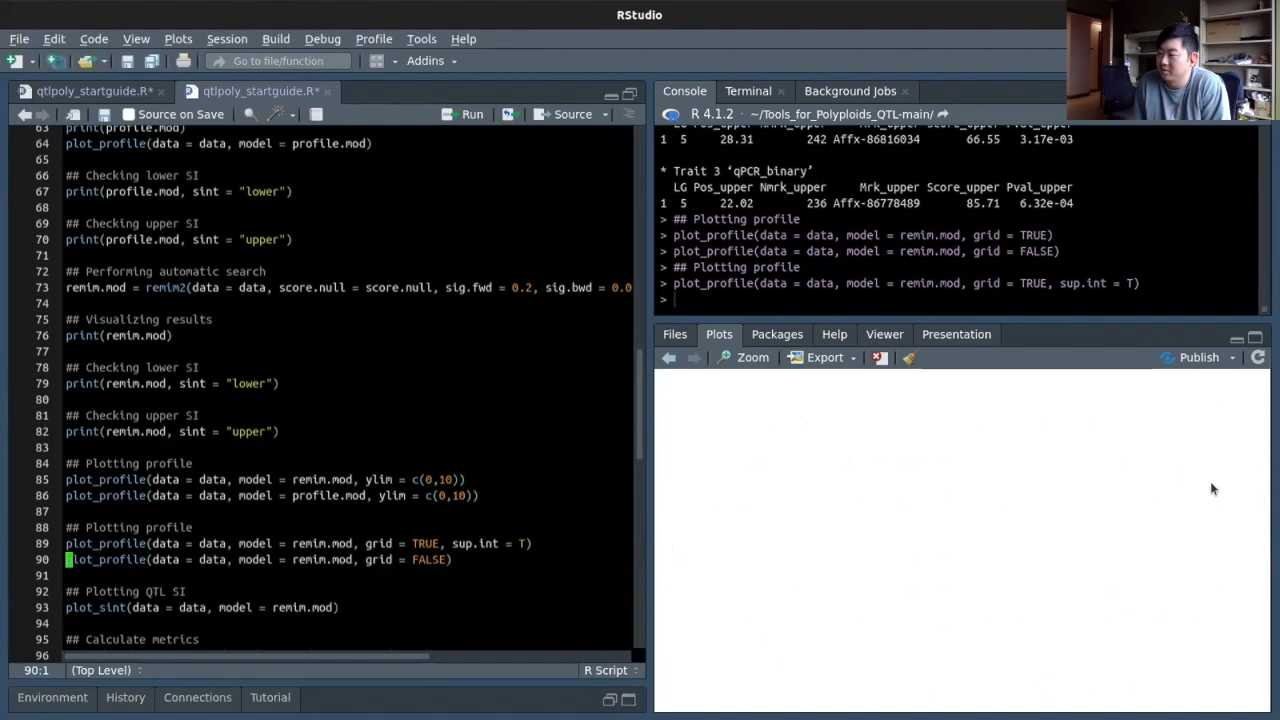 RStudio
File Edit Code View Plots Session Build Debug Profile Tools Help
Go to file/function Addins
qtlpoly_startguide.R* qtlpoly_startguide.R*
Source on Save Run Source
63 print(profile.mod)
64 plot_profile(data = data, model = profile.mod)
65
66 ## Checking lower SI
67 print(profile.mod, sint = "lower")
68
69 ## Checking upper SI
70 print(profile.mod, sint = "upper")
71
72 ## Performing automatic search
73 remim.mod = remim2(data = data, score.null = score.null, sig.fwd = 0.2, sig.bwd = 0.0
74
75 ## Visualizing results
76 print(remim.mod)
77
78 ## Checking lower SI
79 print(remim.mod, sint = "lower")
80
81 ## Checking upper SI
82 print(remim.mod, sint = "upper")
83
84 ## Plotting profile
85 plot_profile(data = data, model = remim.mod, ylim = c(0,10))
86 plot_profile(data = data, model = profile.mod, ylim = c(0,10))
87
88 ## Plotting profile
89 plot_profile(data = data, model = remim.mod, grid = TRUE, sup.int = T)
90 plot_profile(data = data, model = remim.mod, grid = FALSE)
91
92 ## Plotting QTL SI
93 plot_sint(data = data, model = remim.mod)
94
95 ## Calculate metrics
96
90:1 (Top Level) R Script
Environment History Connections Tutorial
Console Terminal Background Jobs
R 4.1.2 · ~/Tools_for_Polyploids_QTL-main/
LG Pos_upper Nmrk_upper Mrk_upper Score_upper Pval_upper
1 5 28.31 242 Affx-86816034 66.55 3.17e-03
* Trait 3 ‘qPCR_binary’
LG Pos_upper Nmrk_upper Mrk_upper Score_upper Pval_upper
1 5 22.02 236 Affx-86778489 85.71 6.32e-04
> ## Plotting profile
> plot_profile(data = data, model = remim.mod, grid = TRUE)
> plot_profile(data = data, model = remim.mod, grid = FALSE)
> ## Plotting profile
> plot_profile(data = data, model = remim.mod, grid = TRUE, sup.int = T)
>
Files Plots Packages Help Viewer Presentation
Zoom Export Publish